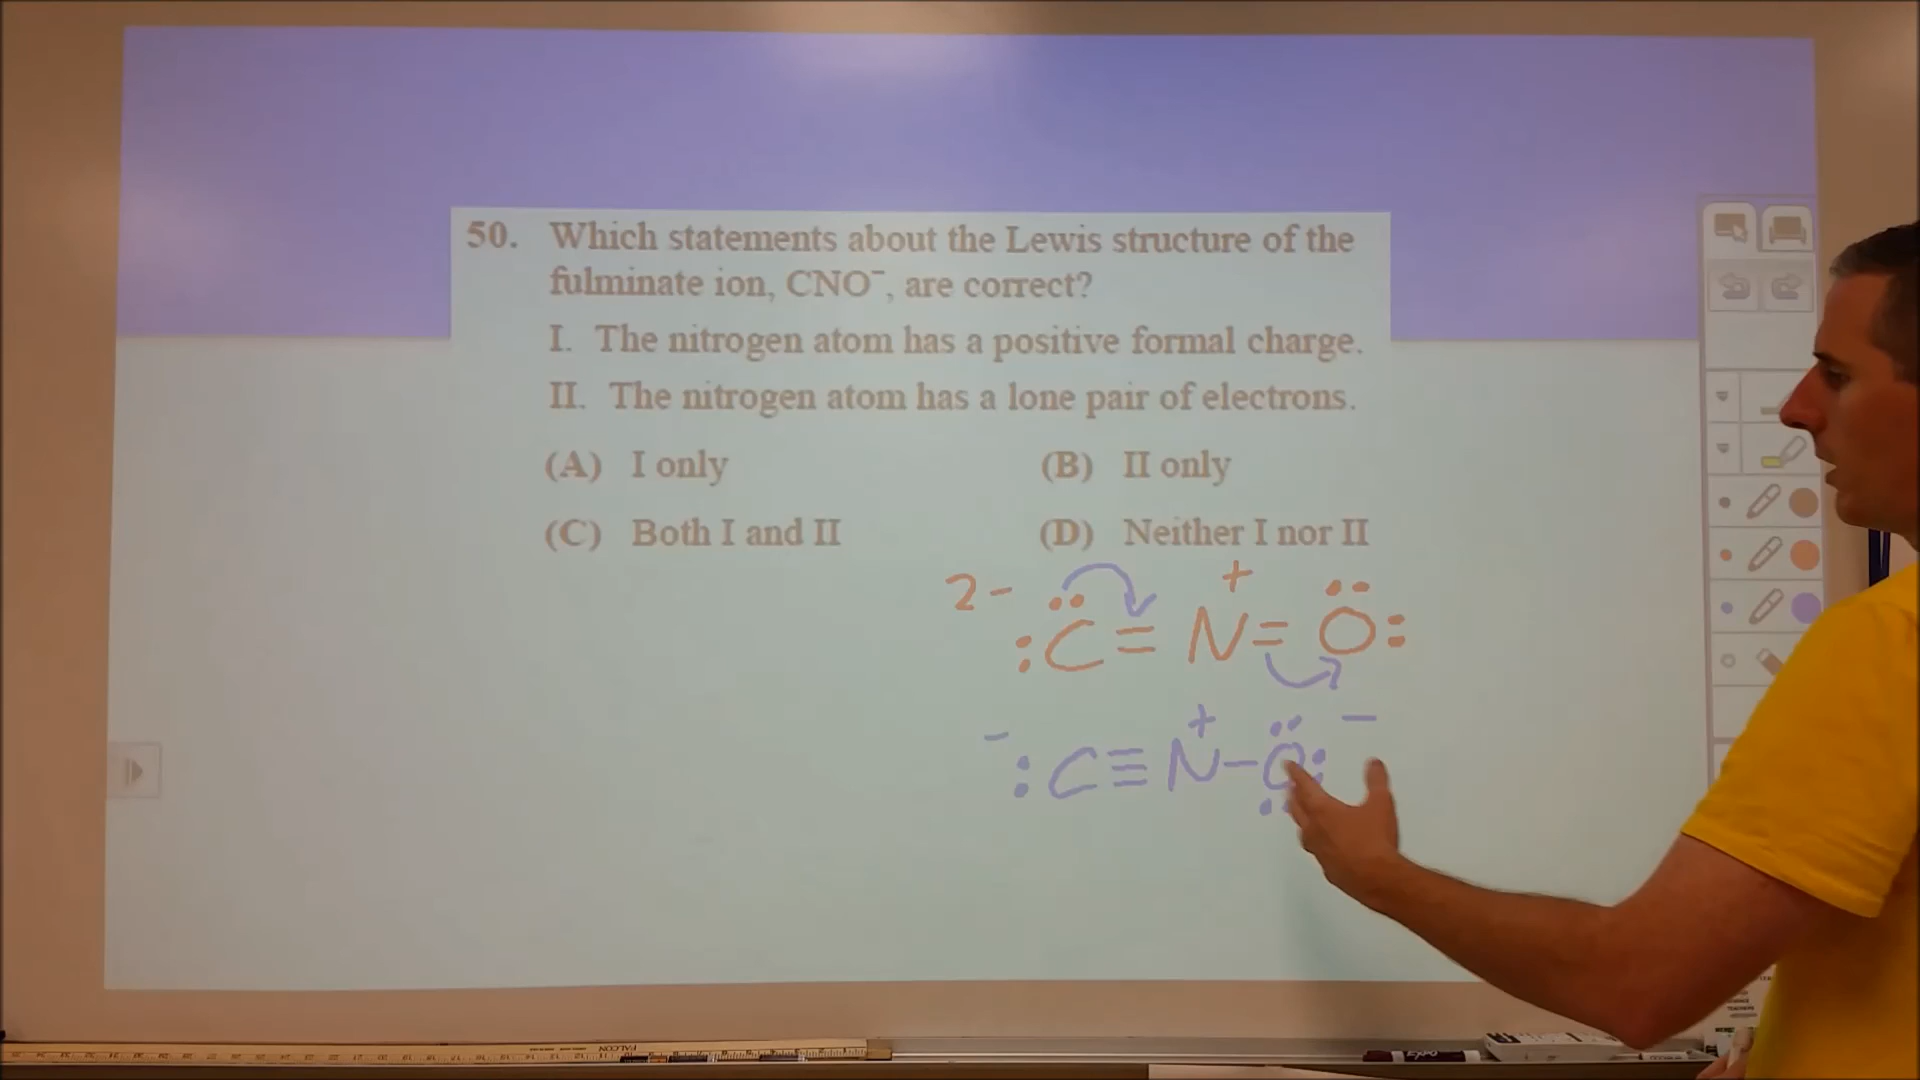 50. Which statements about the Lewis structure of the
fulminate ion, CNO⁻, are correct?
I. The nitrogen atom has a positive formal charge.
II. The nitrogen atom has a lone pair of electrons.
(A) I only (B) II only
(C) Both I and II (D) Neither I nor II
2- +
:C̈ = N = Ö:
- + -
:C ≡ N - Ö:
FALCON